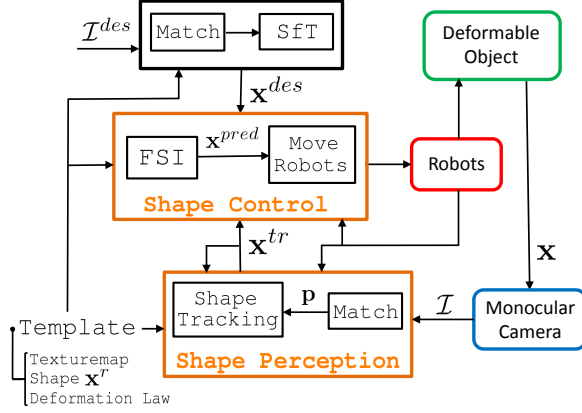 𝓘^{des}
Match
SfT
Deformable
Object
x^{des}
FSI
x^{pred}
Move
Robots
Shape Control
Robots
x^{tr}
x
Shape
Tracking
p
Match
Shape Perception
𝓘
Monocular
Camera
Template
Texturemap
Shape x^r
Deformation Law